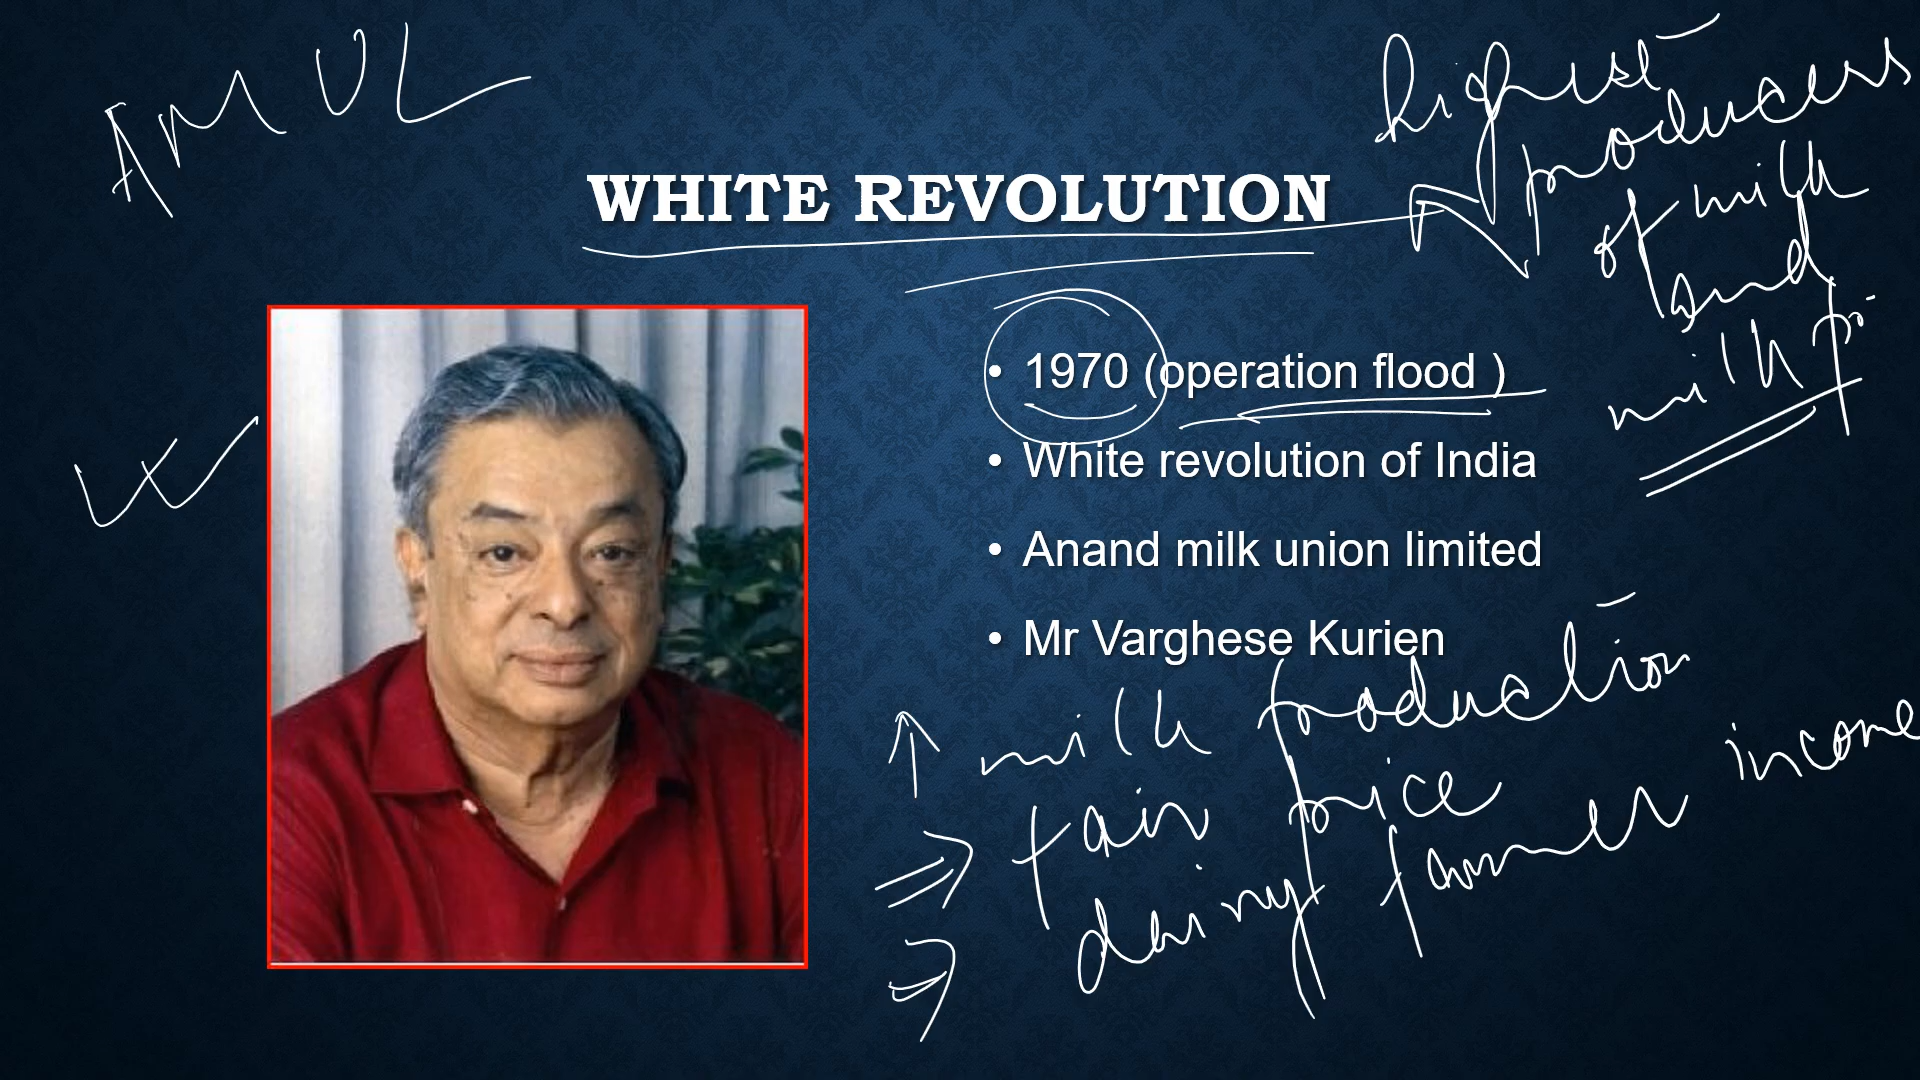 AMUL
highest
producers
of milk
and
milk
WHITE REVOLUTION
• 1970 (operation flood )
• White revolution of India
• Anand milk union limited
• Mr Varghese Kurien
↑ milk production
⇒ fair price
⇒ dairy farmer income